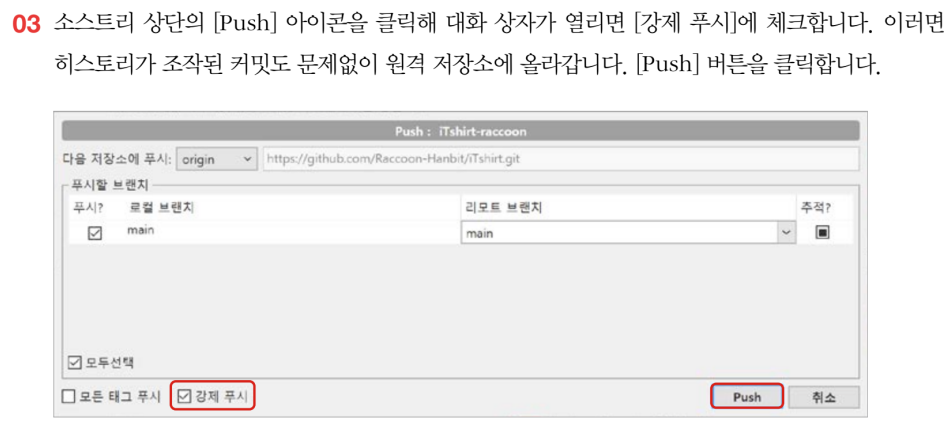 03 소스트리 상단의 [Push] 아이콘을 클릭해 대화 상자가 열리면 [강제 푸시]에 체크합니다. 이러면
히스토리가 조작된 커밋도 문제없이 원격 저장소에 올라갑니다. [Push] 버튼을 클릭합니다.
Push : iTshirt-raccoon
다음 저장소에 푸시: origin https://github.com/Raccoon-Hanbit/iTshirt.git
푸시할 브랜치
푸시? 로컬 브랜치 리모트 브랜치 추적?
main main
모두선택
모든 태그 푸시 강제 푸시 Push 취소